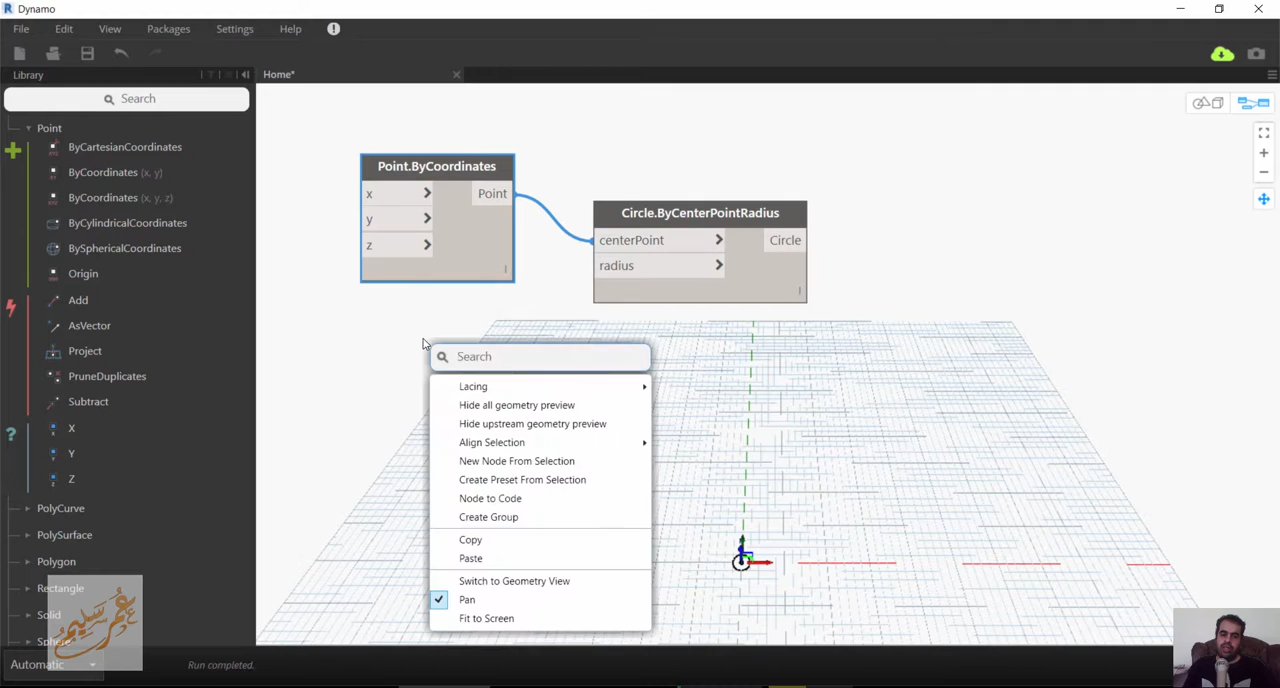 Dynamo
File Edit View Packages Settings Help
Library
Home*
Search
Point
ByCartesianCoordinates
ByCoordinates (x, y)
ByCoordinates (x, y, z)
ByCylindricalCoordinates
BySphericalCoordinates
Origin
Add
AsVector
Project
PruneDuplicates
Subtract
X
Y
Z
PolyCurve
PolySurface
Polygon
Rectangle
Solid
Sphere
Automatic
Run completed.
Point.ByCoordinates
x
Point
y
z
Circle.ByCenterPointRadius
centerPoint
Circle
radius
Search
Lacing
Hide all geometry preview
Hide upstream geometry preview
Align Selection
New Node From Selection
Create Preset From Selection
Node to Code
Create Group
Copy
Paste
Switch to Geometry View
Pan
Fit to Screen
عمر سليم